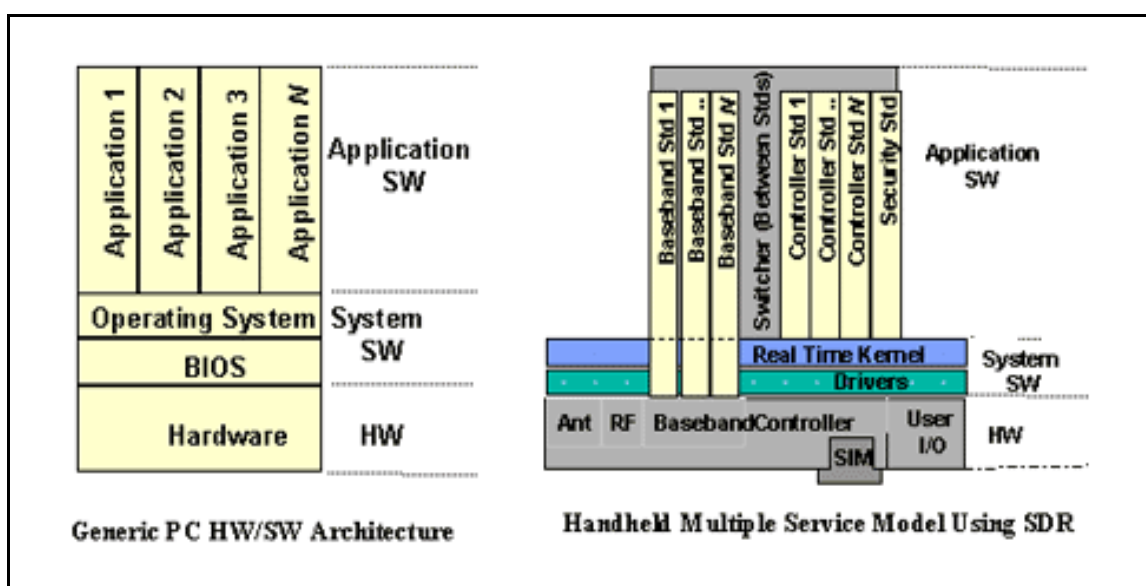 Application 1
Application 2
Application 3
Application N
Application
SW
Operating System
System
SW
BIOS
Hardware
HW
Generic PC HW/SW Architecture
Baseband Std 1
Baseband Std ..
Baseband Std N
Switcher (Between Stds)
Controller Std 1
Controller Std ..
Controller Std N
Security Std
Application
SW
Real Time Kernel
System
SW
Drivers
Ant
RF
BasebandController
User
I/O
HW
SIM
Handheld Multiple Service Model Using SDR